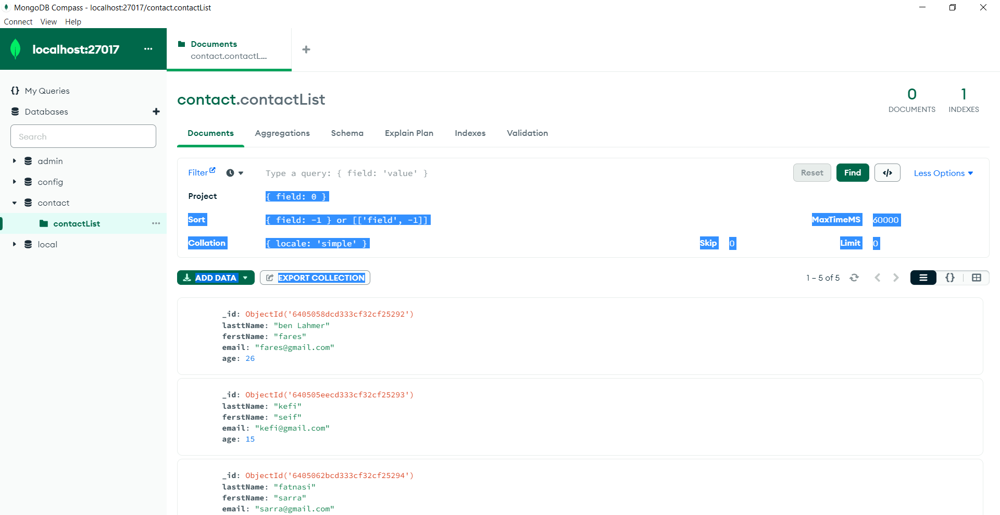 MongoDB Compass - localhost:27017/contact.contactList
Connect View Help
localhost:27017 ...
Documents
contact.contactL...
My Queries
Databases
Search
admin
config
contact
contactList
local
contact.contactList
0
DOCUMENTS
1
INDEXES
Documents Aggregations Schema Explain Plan Indexes Validation
Filter Type a query: { field: 'value' } Reset Find </> Less Options
Project { field: 0 }
Sort { field: -1 } or [['field', -1]] MaxTimeMS 60000
Collation { locale: 'simple' } Skip 0 Limit 0
ADD DATA EXPORT COLLECTION 1 – 5 of 5 {}
_id: ObjectId('6405058dcd333cf32cf25292')
lasttName: "ben Lahmer"
ferstName: "fares"
email: "fares@gmail.com"
age: 26
_id: ObjectId('640505eecd333cf32cf25293')
lasttName: "kefi"
ferstName: "seif"
email: "kefi@gmail.com"
age: 15
_id: ObjectId('6405062bcd333cf32cf25294')
lasttName: "fatnasi"
ferstName: "sarra"
email: "sarra@gmail.com"